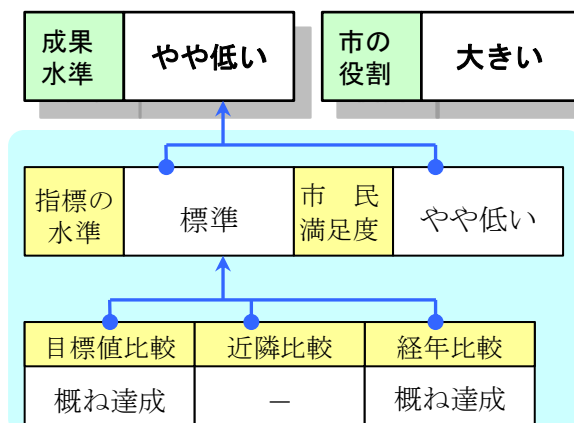 成果
水準
やや低い
市の
役割
大きい
指標の
水準
標準
市　民
満足度
やや低い
目標値比較
近隣比較
経年比較
概ね達成
－
概ね達成